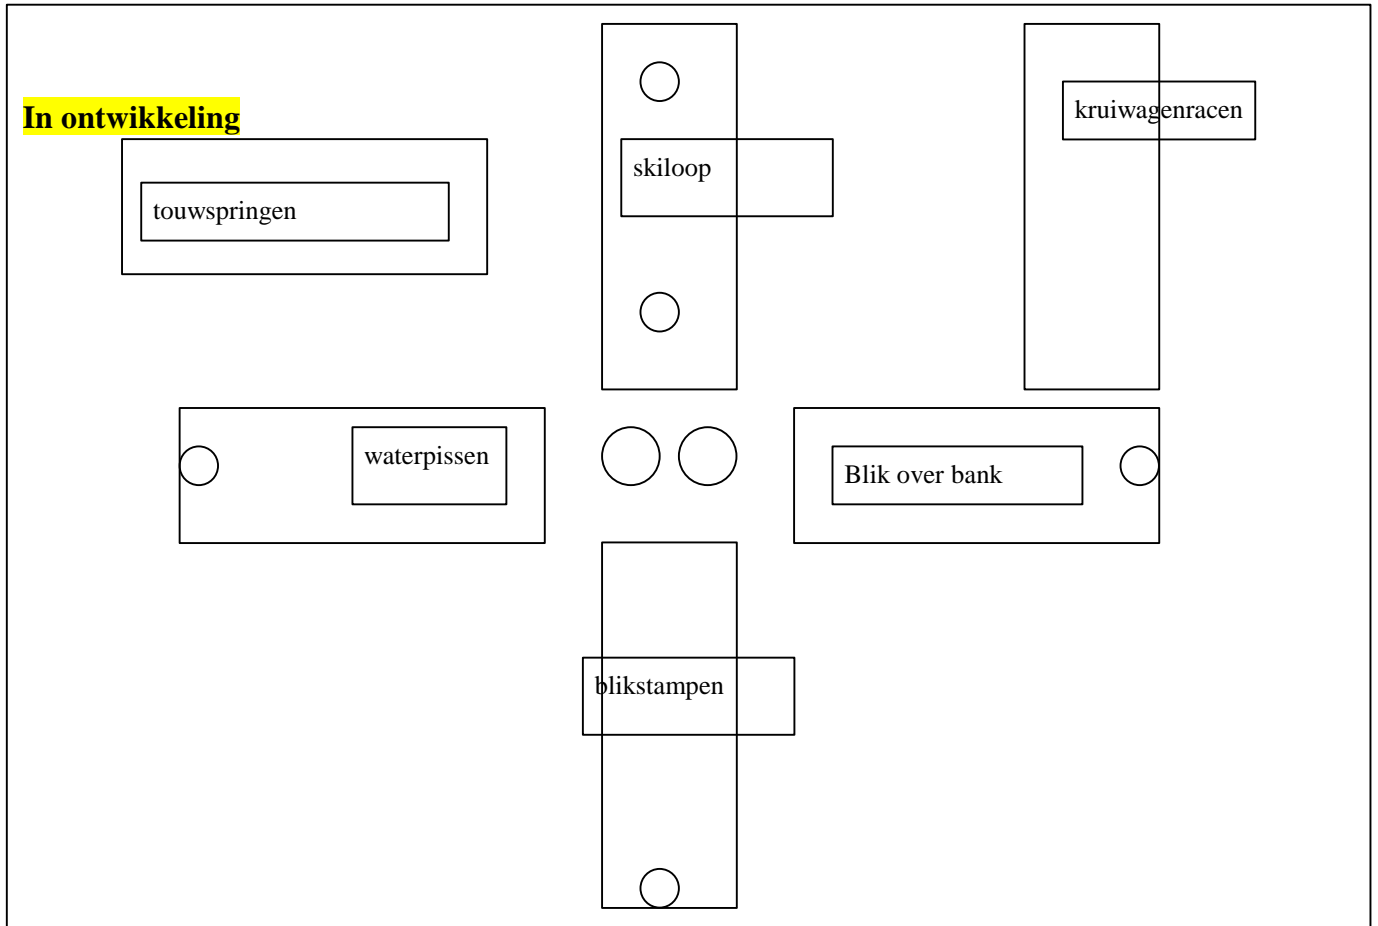 In ontwikkeling
kruiwagenracen
skiloop
touwspringen
waterpissen
Blik over bank
blikstampen